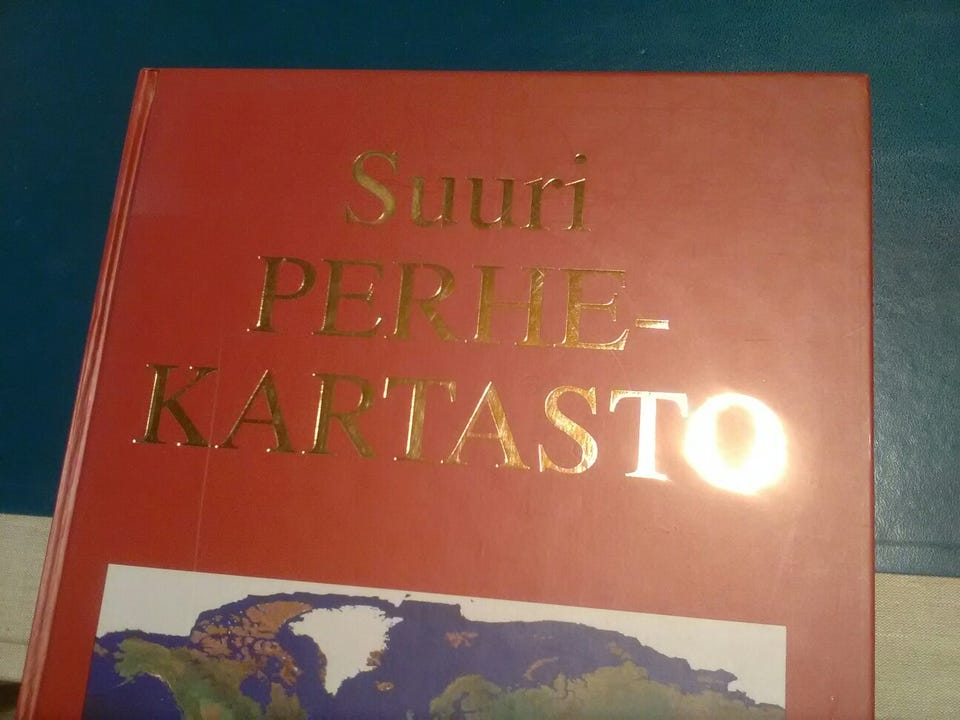 Suuri
PERHE-
KARTASTO